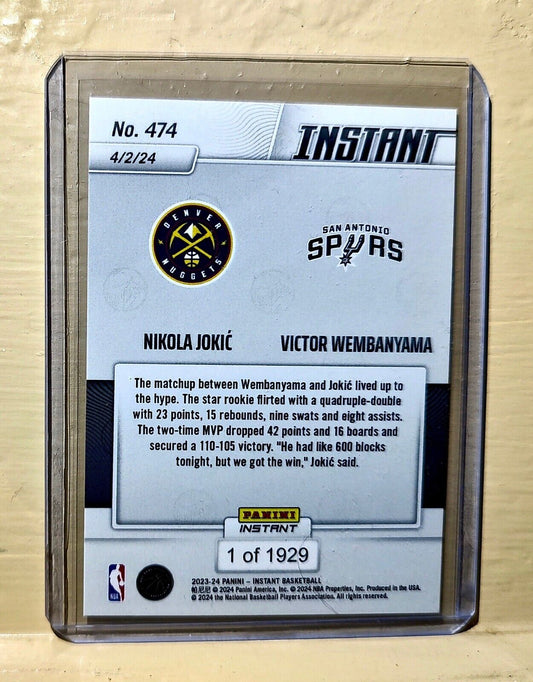 No. 474
INSTANT
4/2/24
DENVER
NUGGETS
SAN ANTONIO
SPURS
NIKOLA JOKIĆ
VICTOR WEMBANYAMA
The matchup between Wembanyama and Jokić lived up to
the hype. The star rookie flirted with a quadruple-double
with 23 points, 15 rebounds, nine swats and eight assists.
The two-time MVP dropped 42 points and 16 boards and
secured a 110-105 victory. "He had like 600 blocks
tonight, but we got the win," Jokić said.
PANINI
INSTANT
1 of 1929
NBA
2023-24 PANINI – INSTANT BASKETBALL
帕尼尼 © 2024 Panini America, Inc. © 2024 NBA Properties, Inc. Produced in the USA.
© 2024 the National Basketball Players Association. All rights reserved.